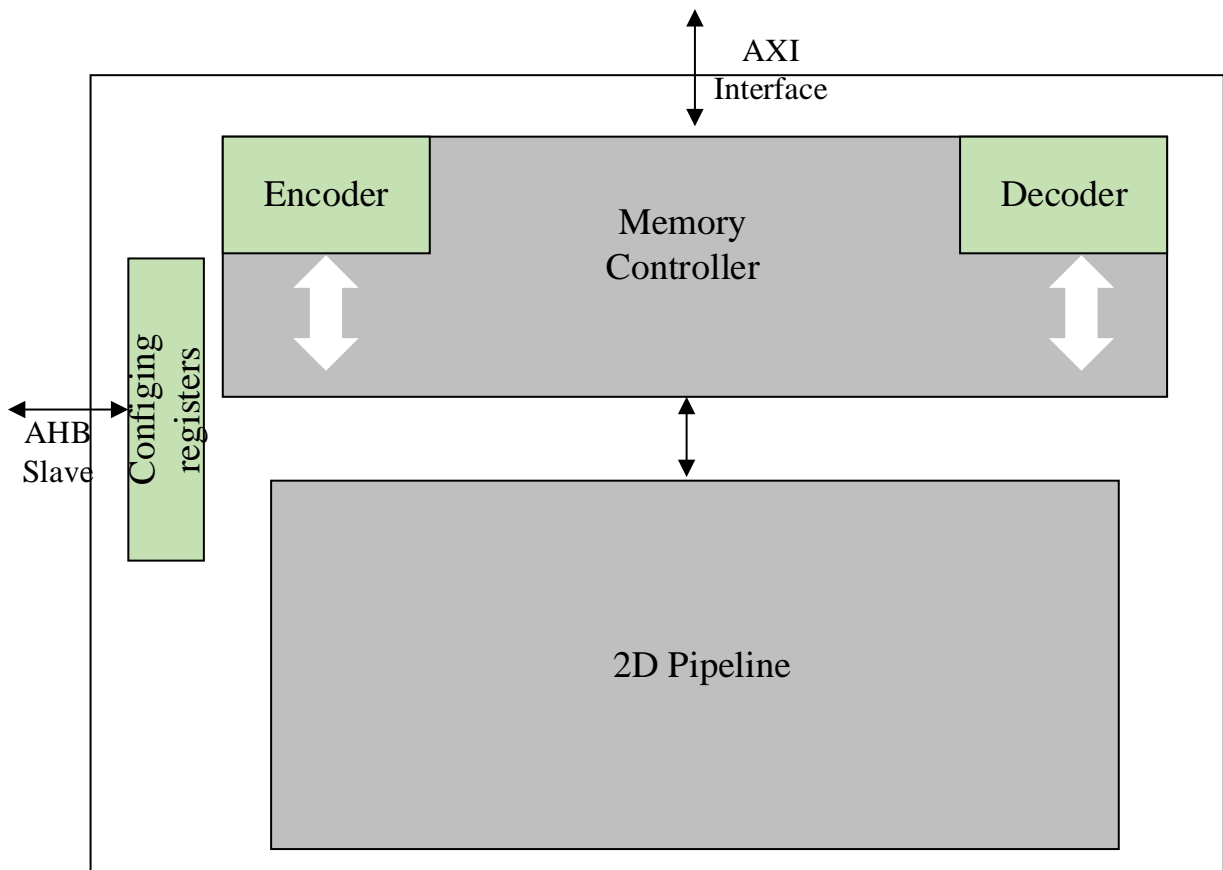 AXI
Interface
Encoder
Memory
Controller
Decoder
Configing
registers
AHB
Slave
2D Pipeline